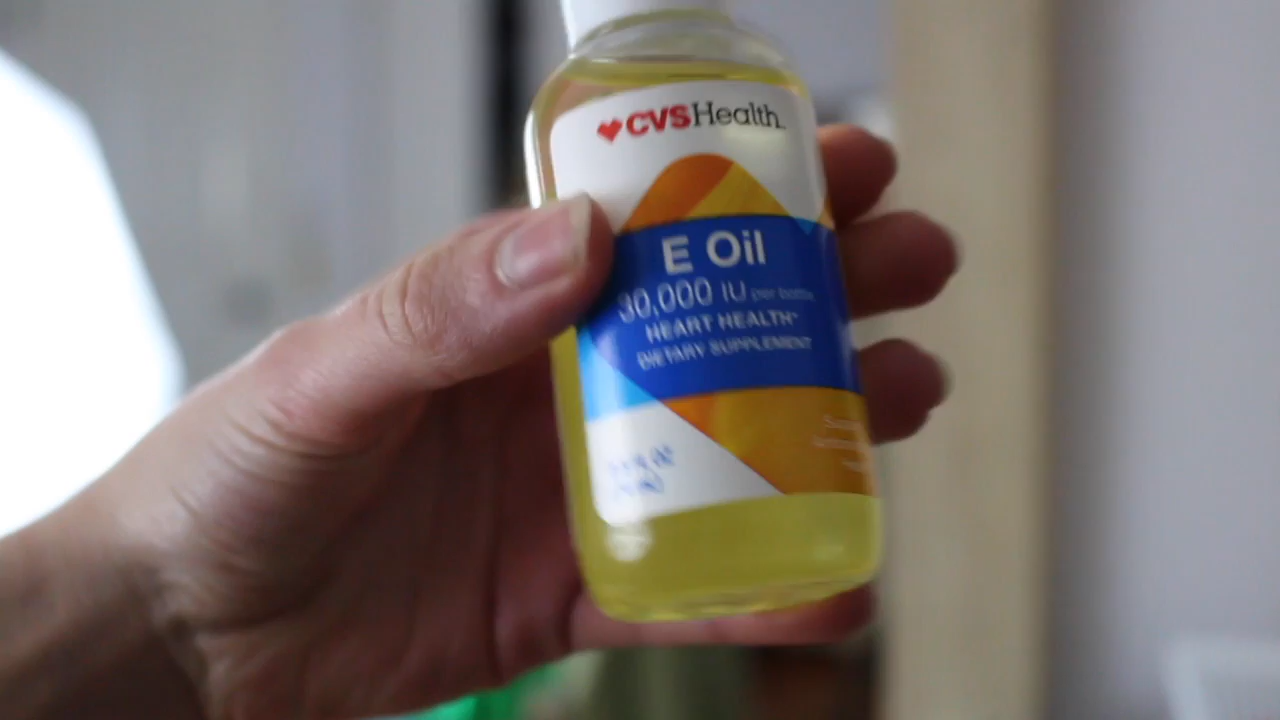 CVSHealth.
E Oil
30,000 IU per bottle
HEART HEALTH*
DIETARY SUPPLEMENT